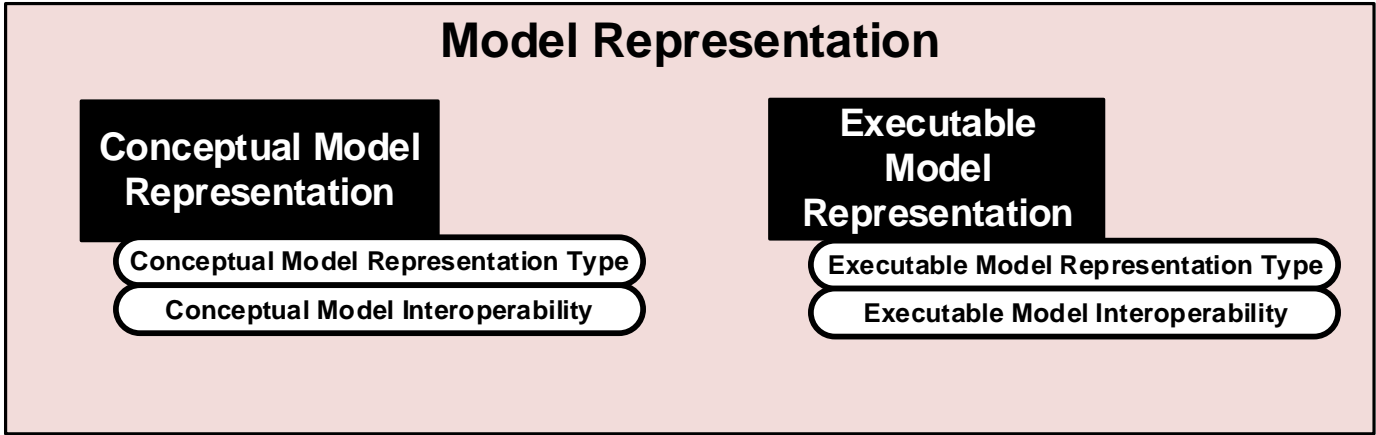 Model Representation
Conceptual Model
Representation
Conceptual Model Representation Type
Conceptual Model Interoperability
Executable
Model
Representation
Executable Model Representation Type
Executable Model Interoperability